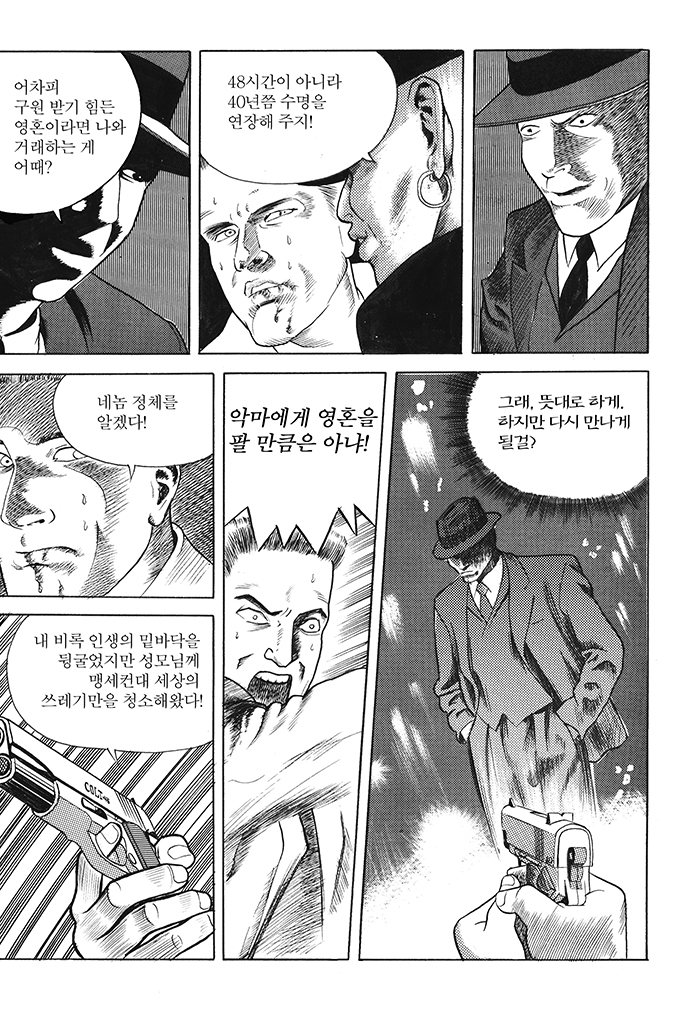 어차피
구원 받기 힘든
영혼이라면 나와
거래하는 게
어때?
48시간이 아니라
40년쯤 수명을
연장해 주지!
네놈 정체를
알겠다!
내 비록 인생의 밑바닥을
뒹굴었지만 성모님께
맹세컨대 세상의
쓰레기만을 청소해왔다!
COLT 45
악마에게 영혼을
팔 만큼은 아냐!
그래, 뜻대로 하게.
하지만 다시 만나게
될걸?